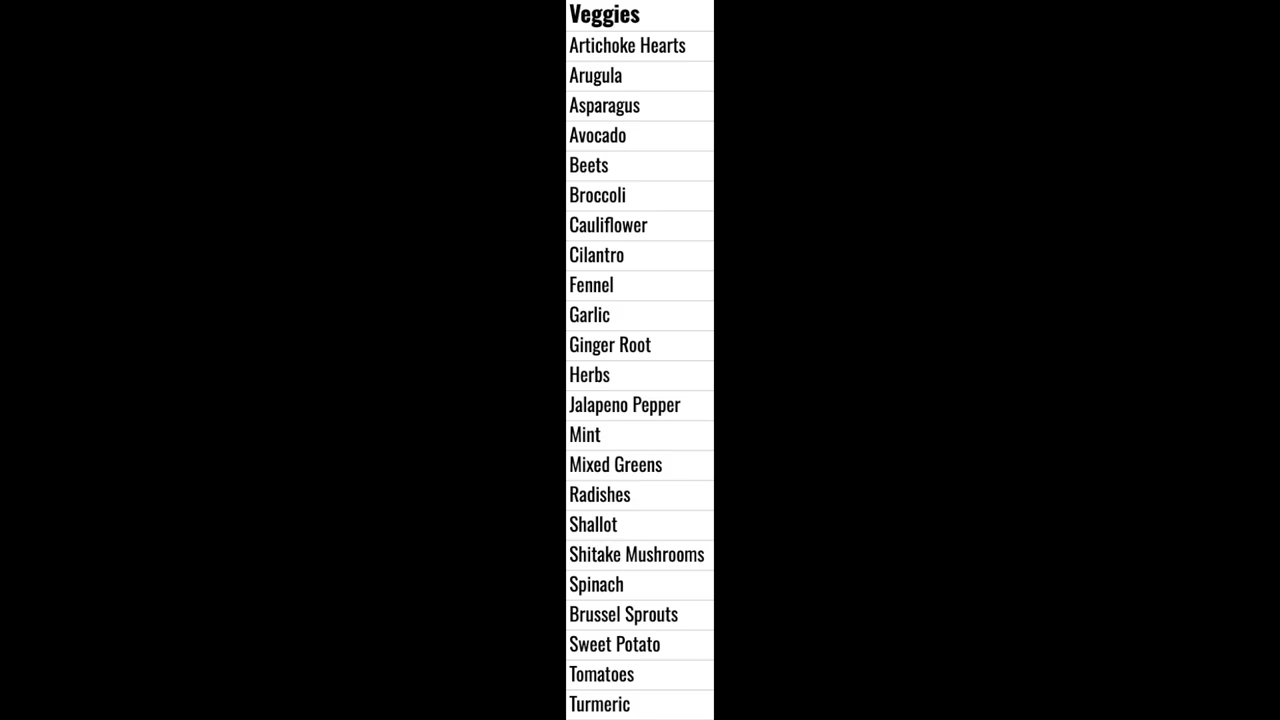 Veggies
Artichoke Hearts
Arugula
Asparagus
Avocado
Beets
Broccoli
Cauliflower
Cilantro
Fennel
Garlic
Ginger Root
Herbs
Jalapeno Pepper
Mint
Mixed Greens
Radishes
Shallot
Shitake Mushrooms
Spinach
Brussel Sprouts
Sweet Potato
Tomatoes
Turmeric